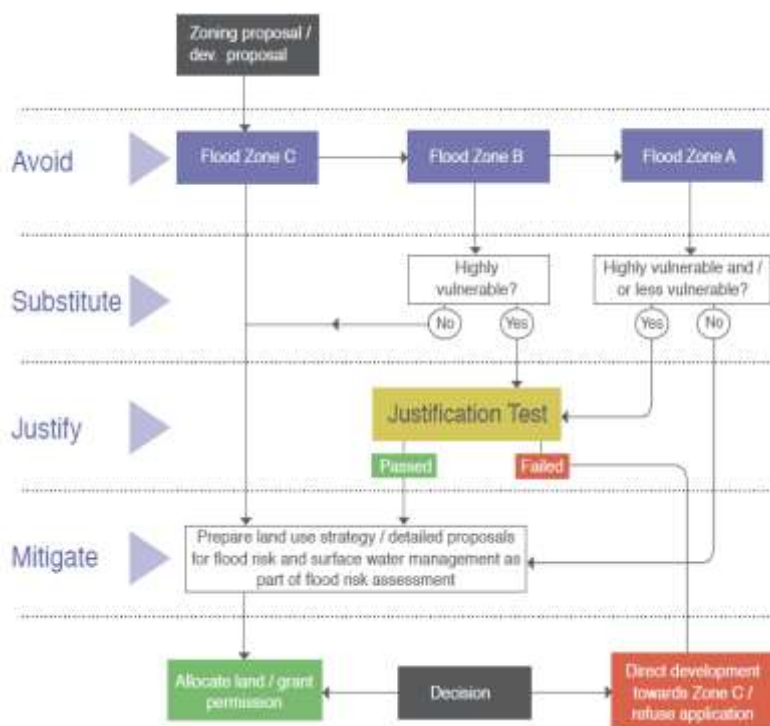 Zoning proposal /
dev. proposal
Avoid
Flood Zone C
Flood Zone B
Flood Zone A
Substitute
Highly
vulnerable?
Highly vulnerable and /
or less vulnerable?
No
Yes
Yes
No
Justify
Justification Test
Passed
Failed
Mitigate
Prepare land use strategy / detailed proposals
for flood risk and surface water management as
part of flood risk assessment
Allocate land / grant
permission
Decision
Direct development
towards Zone C /
refuse application